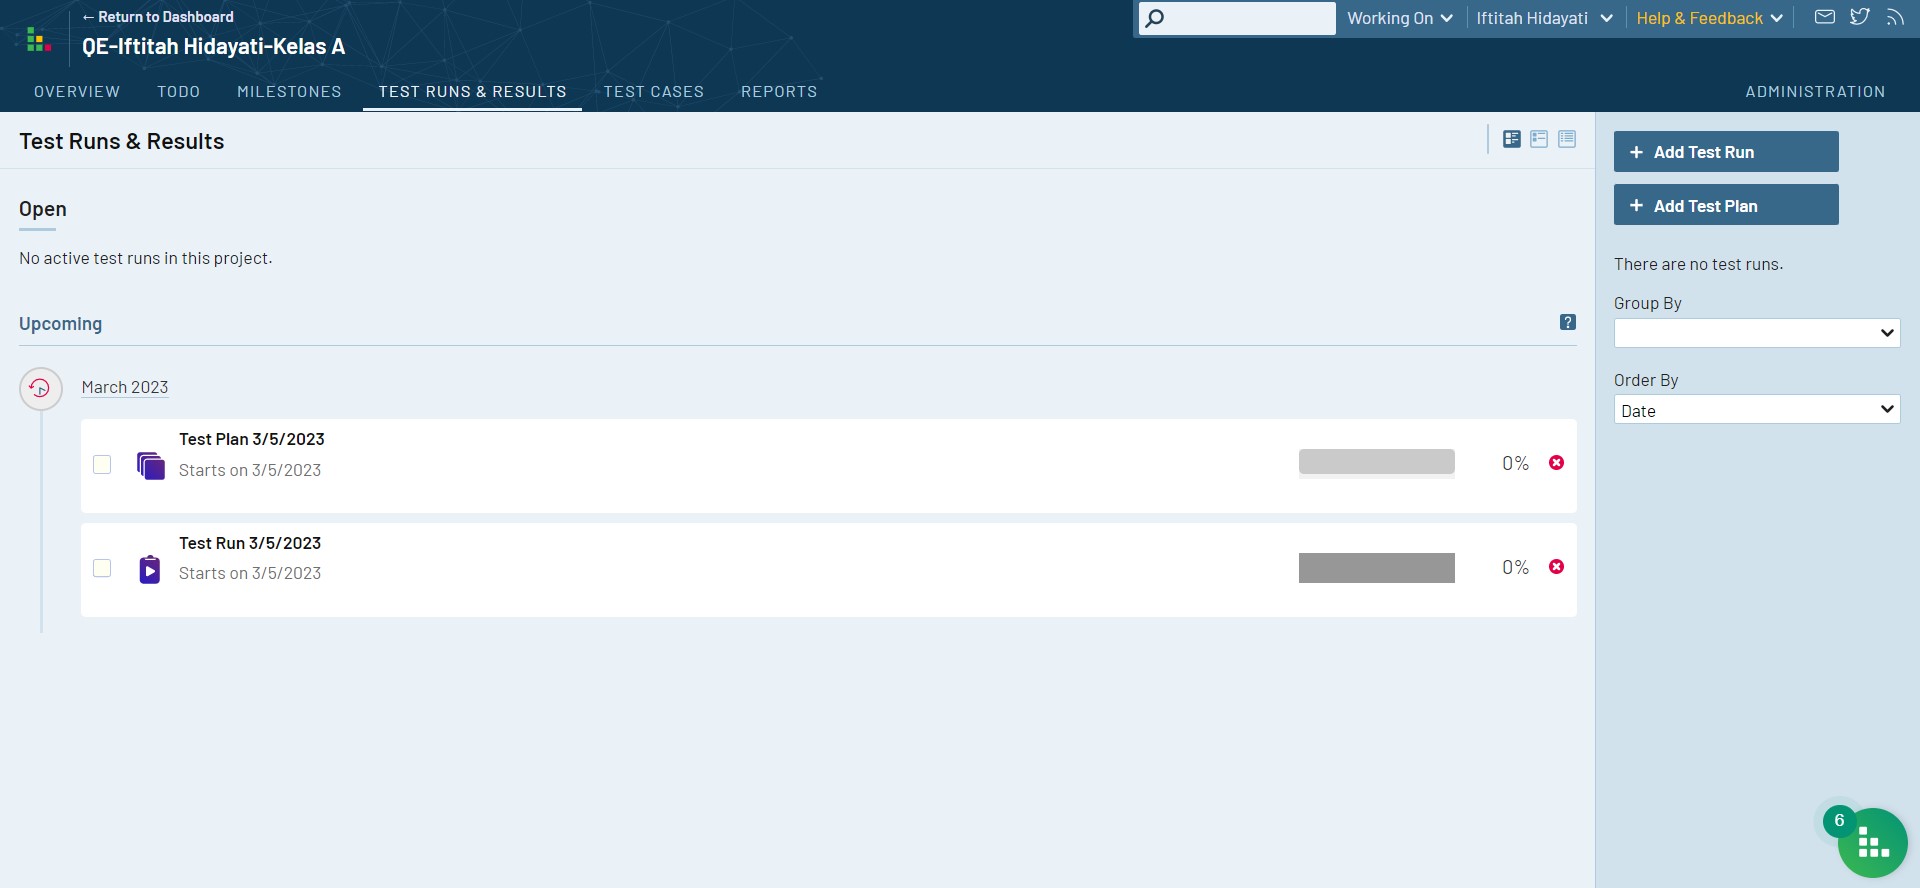 ← Return to Dashboard
QE-Iftitah Hidayati-Kelas A
Working On
Iftitah Hidayati
Help & Feedback
OVERVIEW
TODO
MILESTONES
TEST RUNS & RESULTS
TEST CASES
REPORTS
ADMINISTRATION
Test Runs & Results
Open
No active test runs in this project.
Upcoming
?
March 2023
Test Plan 3/5/2023
Starts on 3/5/2023
0%
Test Run 3/5/2023
Starts on 3/5/2023
0%
+ Add Test Run
+ Add Test Plan
There are no test runs.
Group By
Order By
Date
6